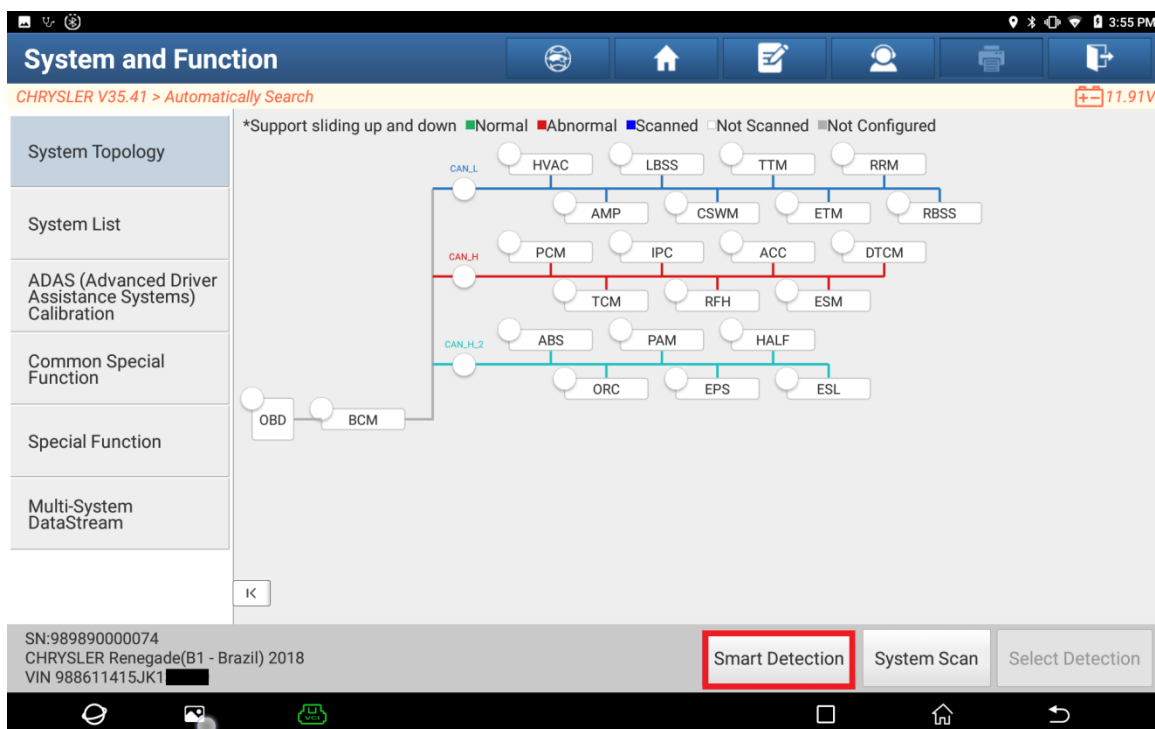 3:55 PM
System and Function
CHRYSLER V35.41 > Automatically Search
11.91V
System Topology
System List
ADAS (Advanced Driver
Assistance Systems)
Calibration
Common Special
Function
Special Function
Multi-System
DataStream
*Support sliding up and down Normal Abnormal Scanned Not Scanned Not Configured
CAN_L
HVAC LBSS TTM RRM
AMP CSWM ETM RBSS
CAN_H
PCM IPC ACC DTCM
TCM RFH ESM
CAN_H_2
ABS PAM HALF
ORC EPS ESL
OBD BCM
SN:989890000074
CHRYSLER Renegade(B1 - Brazil) 2018
VIN 988611415JK1
Smart Detection System Scan Select Detection
VCI